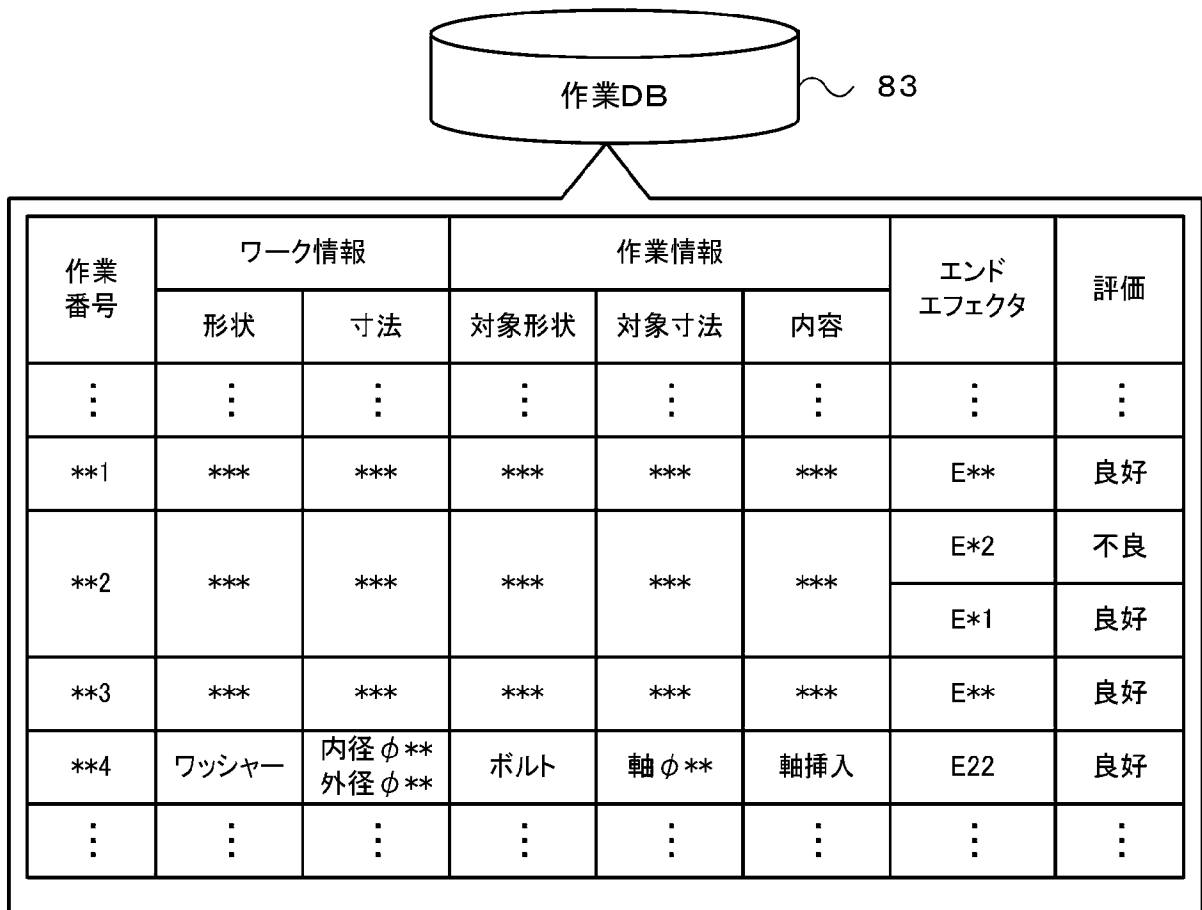 作業DB
83
作業
番号
ワーク情報
作業情報
エンド
エフェクタ
評価
形状
寸法
対象形状
対象寸法
内容
⋮ ⋮ ⋮ ⋮ ⋮ ⋮ ⋮ ⋮
**1 *** *** *** *** *** E** 良好
**2 *** *** *** *** *** E*2 不良
E*1 良好
**3 *** *** *** *** *** E** 良好
**4 ワッシャー 内径φ**
外径φ**
ボルト 軸φ** 軸挿入 E22 良好
⋮ ⋮ ⋮ ⋮ ⋮ ⋮ ⋮ ⋮